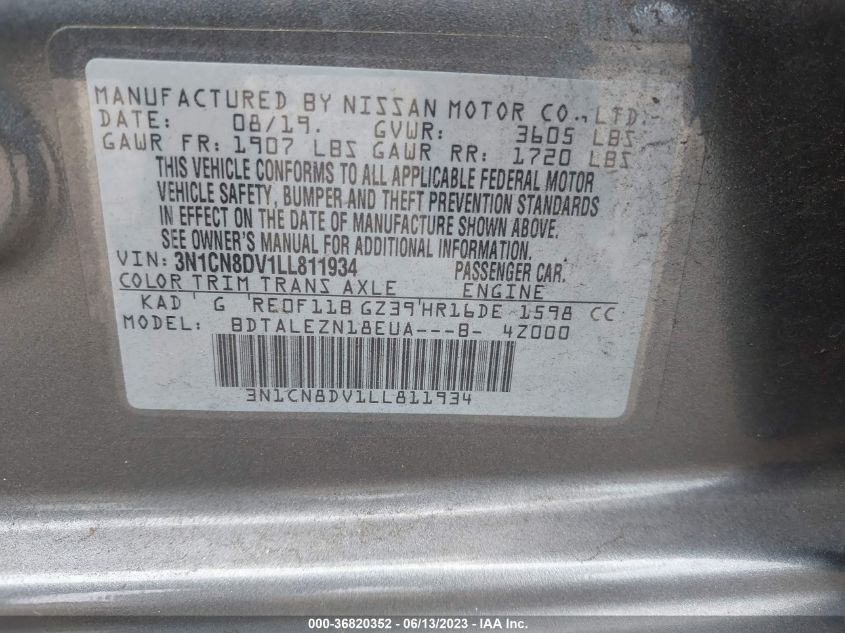 MANUFACTURED BY NISSAN MOTOR CO., LTD.
DATE: 08/19. GVWR: 3605 LBS
GAWR FR: 1907 LBS GAWR RR: 1720 LBS
THIS VEHICLE CONFORMS TO ALL APPLICABLE FEDERAL MOTOR
VEHICLE SAFETY, BUMPER AND THEFT PREVENTION STANDARDS
IN EFFECT ON THE DATE OF MANUFACTURE SHOWN ABOVE.
SEE OWNER'S MANUAL FOR ADDITIONAL INFORMATION.
VIN: 3N1CN8DV1LL811934 PASSENGER CAR.
COLOR TRIM TRANS AXLE ENGINE
KAD G RE0F11B GZ39 HR16DE 1598 CC
MODEL: BDTALEZN18EUA---B- 4Z000
3N1CN8DV1LL811934
000-36820352 - 06/13/2023 - IAA Inc.